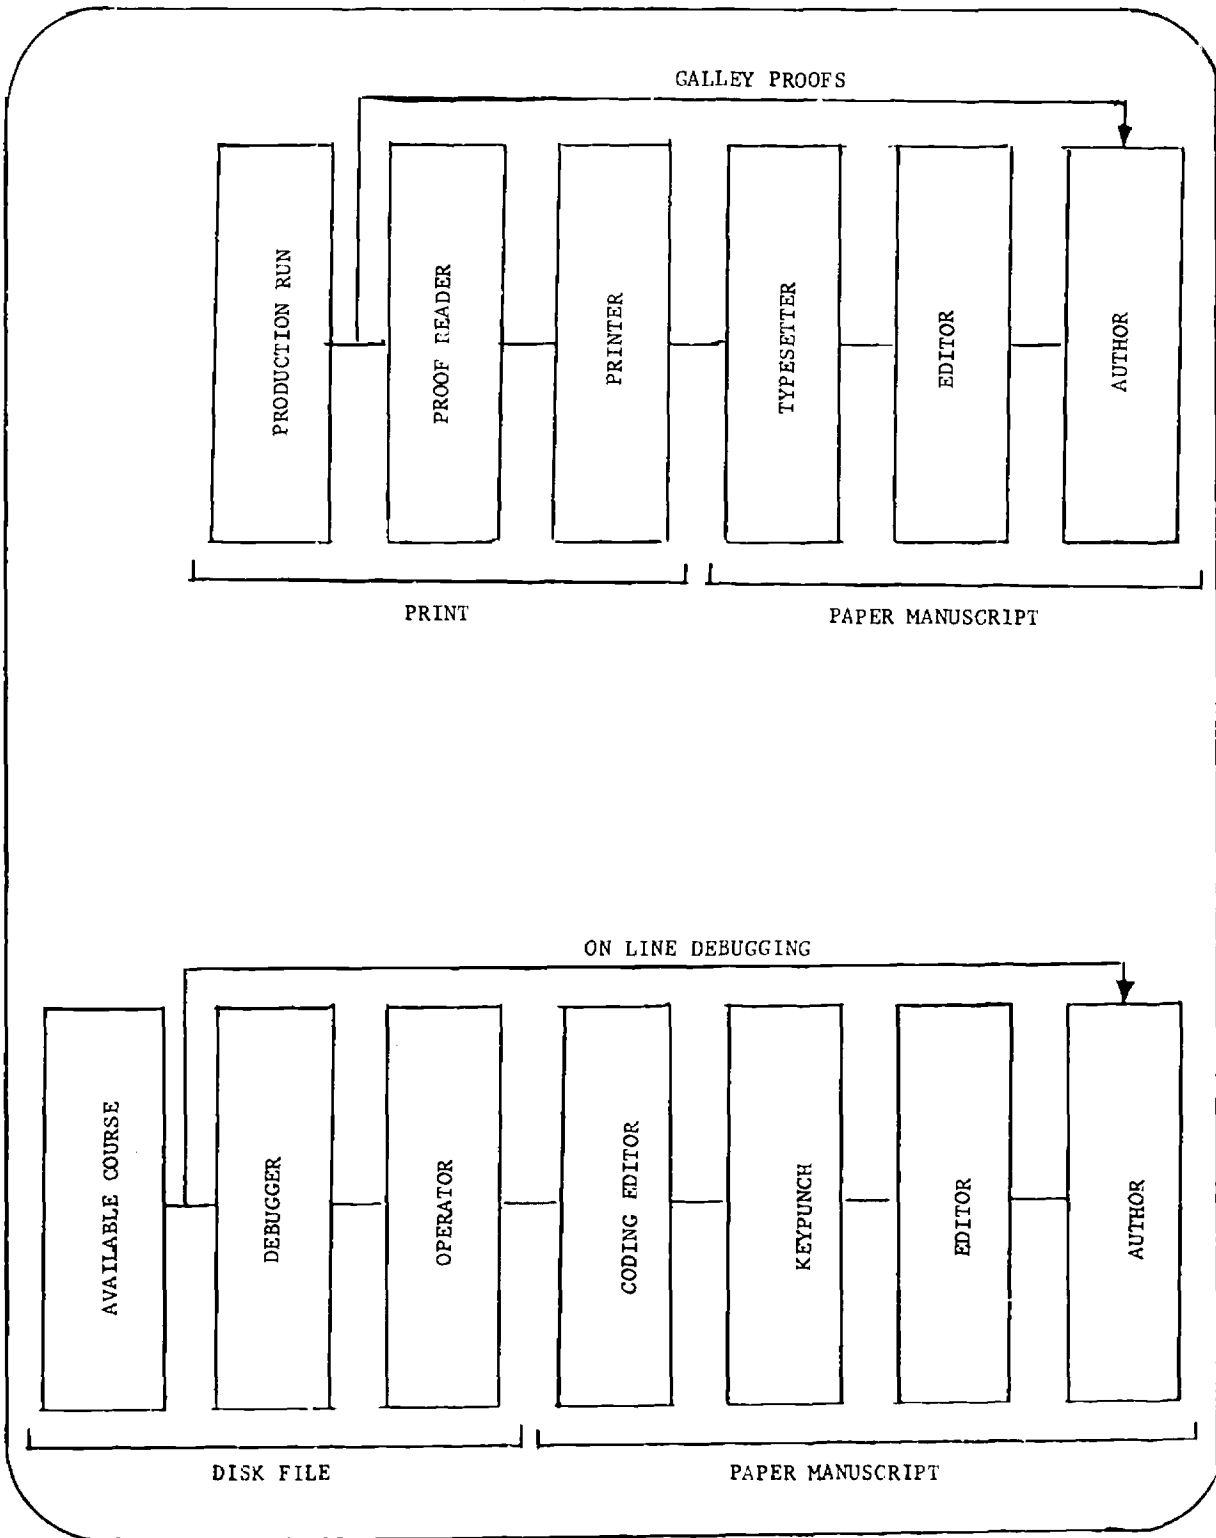 GALLEY PROOFS
PRODUCTION RUN
PROOF READER
PRINTER
TYPESETTER
EDITOR
AUTHOR
PRINT
PAPER MANUSCRIPT
ON LINE DEBUGGING
AVAILABLE COURSE
DEBUGGER
OPERATOR
CODING EDITOR
KEYPUNCH
EDITOR
AUTHOR
DISK FILE
PAPER MANUSCRIPT